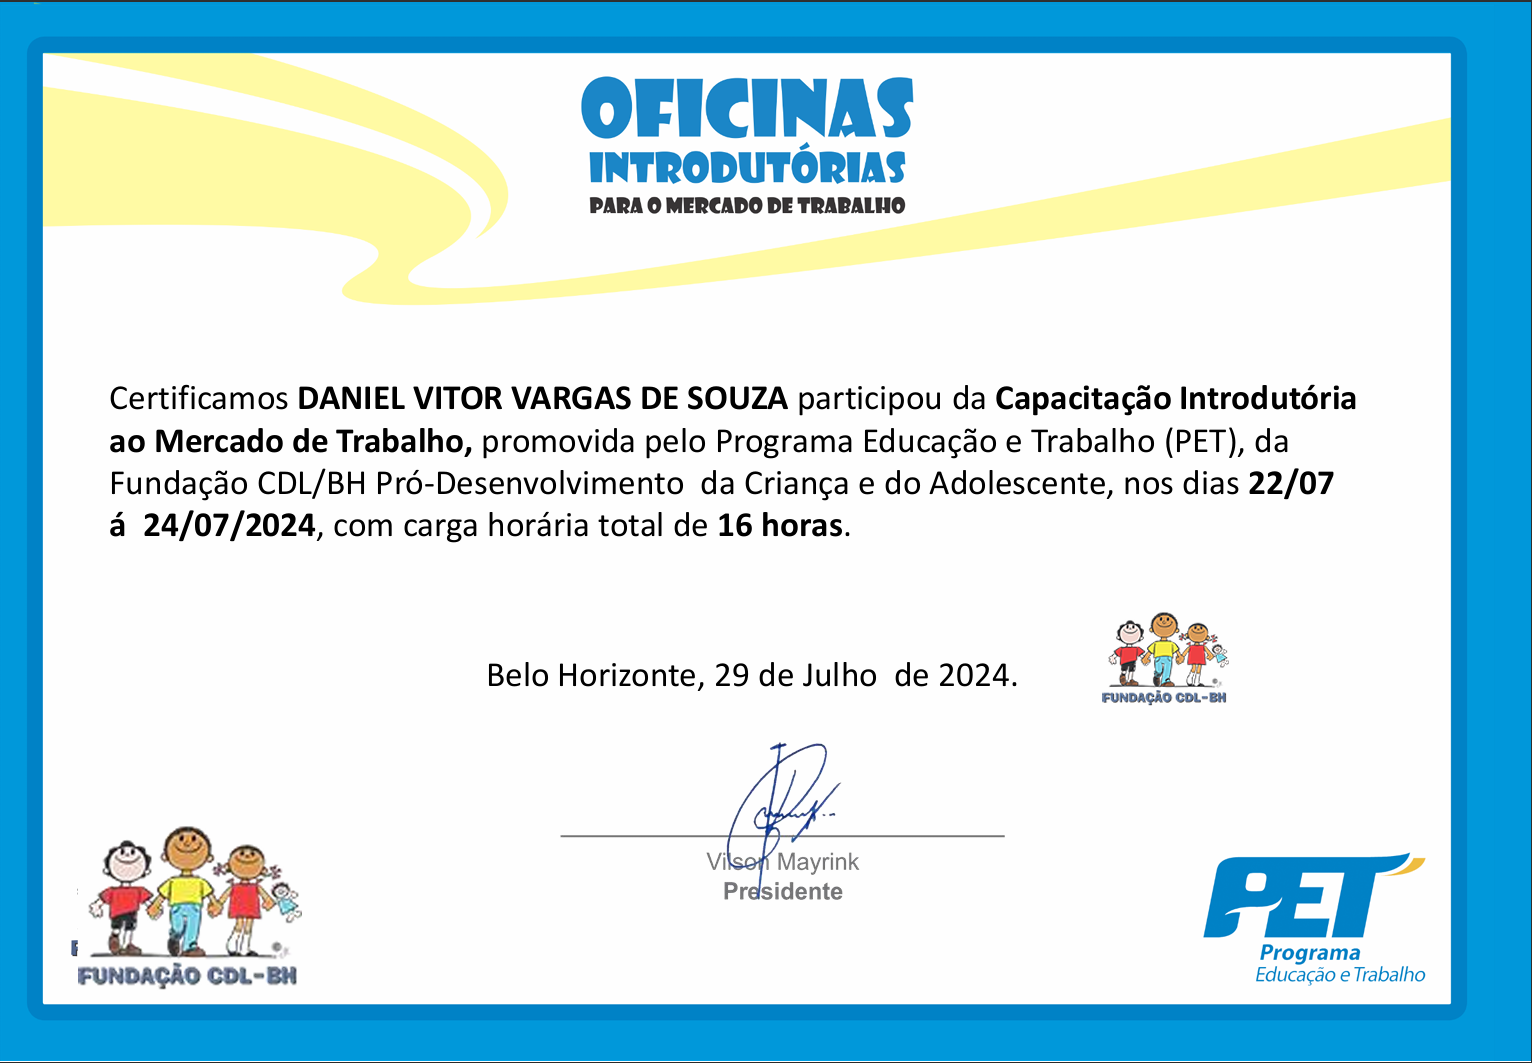 OFICINAS
INTRODUTÓRIAS
PARA O MERCADO DE TRABALHO
Certificamos DANIEL VITOR VARGAS DE SOUZA participou da Capacitação Introdutória
ao Mercado de Trabalho, promovida pelo Programa Educação e Trabalho (PET), da
Fundação CDL/BH Pró-Desenvolvimento  da Criança e do Adolescente, nos dias 22/07
á  24/07/2024, com carga horária total de 16 horas.
Belo Horizonte, 29 de Julho  de 2024.
FUNDAÇÃO CDL-BH
Vilson Mayrink
Presidente
FUNDAÇÃO CDL-BH
PET
Programa
Educação e Trabalho